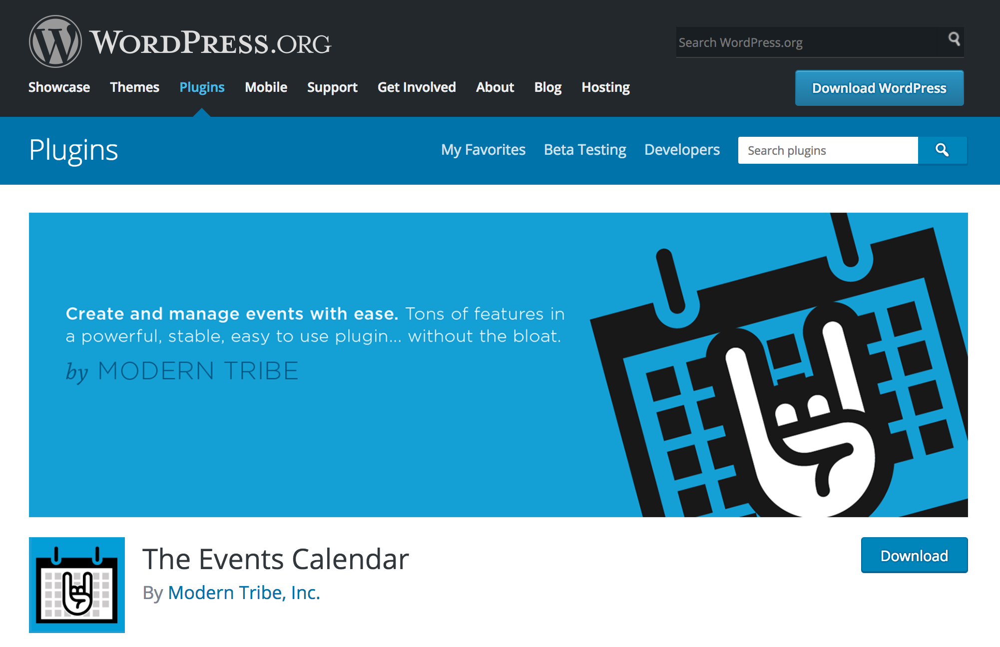 WORDPRESS.ORG
Search WordPress.org
Showcase Themes Plugins Mobile Support Get Involved About Blog Hosting
Download WordPress
Plugins
My Favorites Beta Testing Developers
Search plugins
Create and manage events with ease. Tons of features in
a powerful, stable, easy to use plugin... without the bloat.
by MODERN TRIBE
The Events Calendar
Download
By Modern Tribe, Inc.